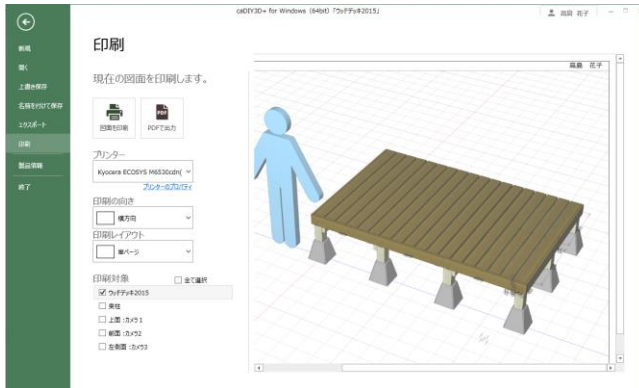 caDIY3D+ for Windows (64bit) 「ウッドデッキ2015」
高扇 花子
新規
開く
上書き保存
名前を付けて保存
エクスポート
印刷
製品情報
終了
印刷
現在の図面を印刷します。
図面を印刷
PDF
PDFで出力
プリンター
Kyocera ECOSYS M6530cdn(
プリンターのプロパティ
印刷の向き
横方向
印刷レイアウト
単ページ
印刷対象
全て選択
ウッドデッキ2015
束柱
上面 :カメラ1
前面 :カメラ2
左側面 :カメラ3
花子